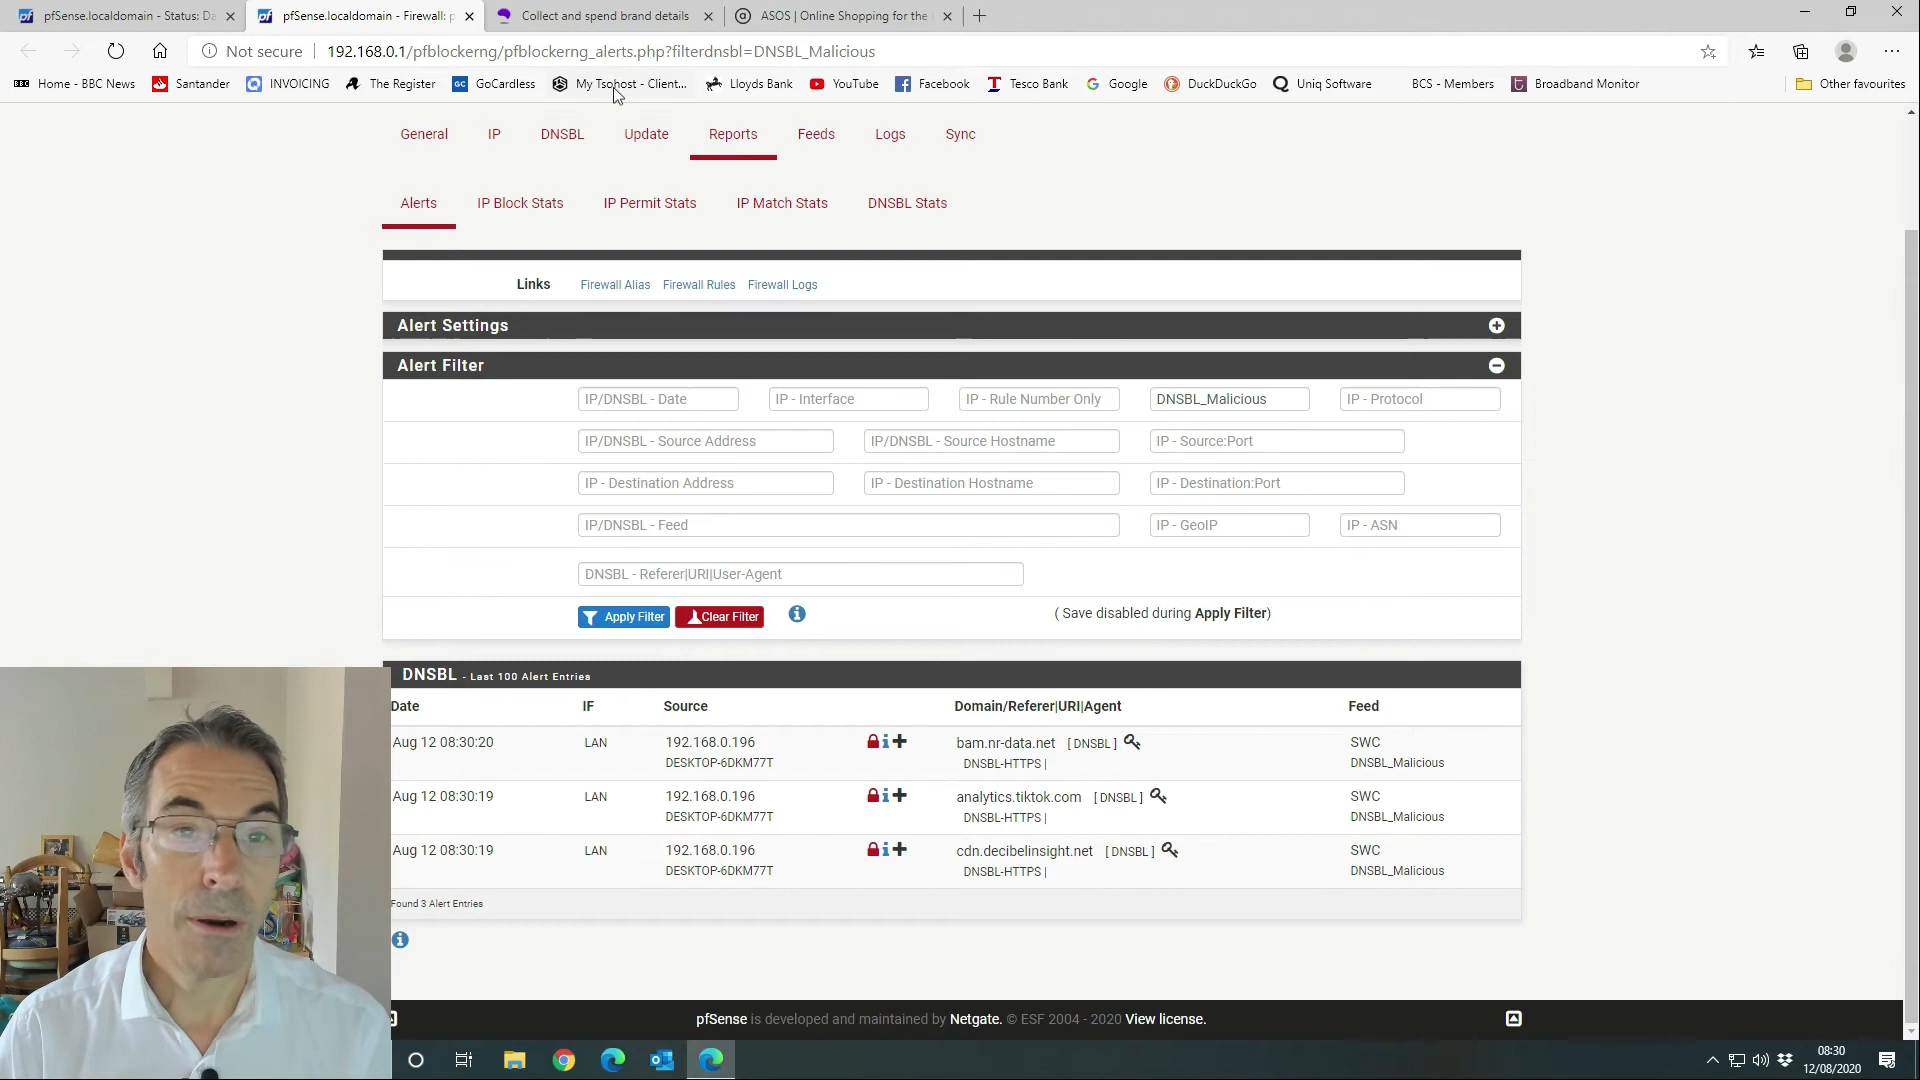 pfSense.localdomain - Status: Da
pfSense.localdomain - Firewall: p
Collect and spend brand details
ASOS | Online Shopping for the
Not secure
192.168.0.1/pfblockerng/pfblockerng_alerts.php?filterdnsbl=DNSBL_Malicious
BBC Home - BBC News
Santander
INVOICING
The Register
GC GoCardless
My Tsohost - Client...
Lloyds Bank
YouTube
Facebook
Tesco Bank
Google
DuckDuckGo
Uniq Software
BCS - Members
Broadband Monitor
Other favourites
General IP DNSBL Update Reports Feeds Logs Sync
Alerts IP Block Stats IP Permit Stats IP Match Stats DNSBL Stats
Links Firewall Alias Firewall Rules Firewall Logs
Alert Settings
Alert Filter
IP/DNSBL - Date IP - Interface IP - Rule Number Only DNSBL_Malicious IP - Protocol
IP/DNSBL - Source Address IP/DNSBL - Source Hostname IP - Source:Port
IP - Destination Address IP - Destination Hostname IP - Destination:Port
IP/DNSBL - Feed IP - GeoIP IP - ASN
DNSBL - Referer|URI|User-Agent
Apply Filter Clear Filter ( Save disabled during Apply Filter)
DNSBL - Last 100 Alert Entries
Date IF Source Domain/Referer|URI|Agent Feed
Aug 12 08:30:20 LAN 192.168.0.196 bam.nr-data.net [ DNSBL ] SWC
DESKTOP-6DKM77T DNSBL-HTTPS | DNSBL_Malicious
Aug 12 08:30:19 LAN 192.168.0.196 analytics.tiktok.com [ DNSBL ] SWC
DESKTOP-6DKM77T DNSBL-HTTPS | DNSBL_Malicious
Aug 12 08:30:19 LAN 192.168.0.196 cdn.decibelinsight.net [ DNSBL ] SWC
DESKTOP-6DKM77T DNSBL-HTTPS | DNSBL_Malicious
Found 3 Alert Entries
pfSense is developed and maintained by Netgate. © ESF 2004 - 2020 View license.
08:30
12/08/2020